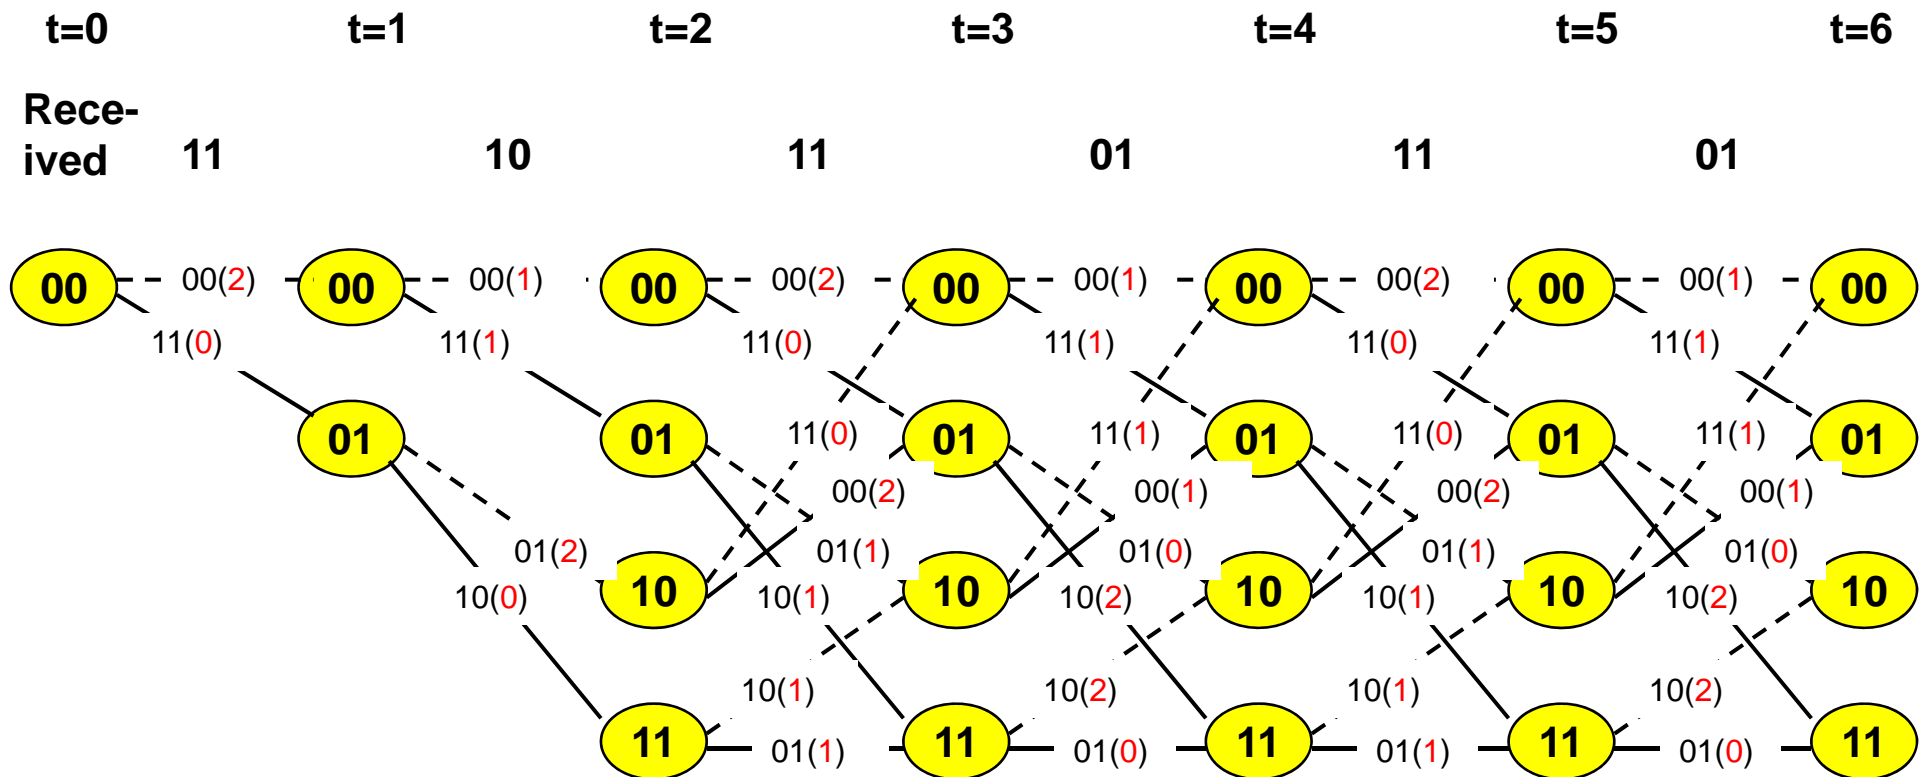 t=0 t=1 t=2 t=3 t=4 t=5 t=6
Rece-
ived 11 10 11 01 11 01
00 00(2) 00 00(1) 00 00(2) 00 00(1) 00 00(2) 00 00(1) 00
11(0) 11(1) 11(0) 11(1) 11(0) 11(1)
01 01 11(0) 01 11(1) 01 11(0) 01 11(1) 01
00(2) 00(1) 00(2) 00(1)
01(2) 01(1) 01(0) 01(1) 01(0)
10 10 10 10 10
10(0) 10(1) 10(2) 10(1) 10(2)
10(1) 10(2) 10(1) 10(2)
11 01(1) 11 01(0) 11 01(1) 11 01(0) 11